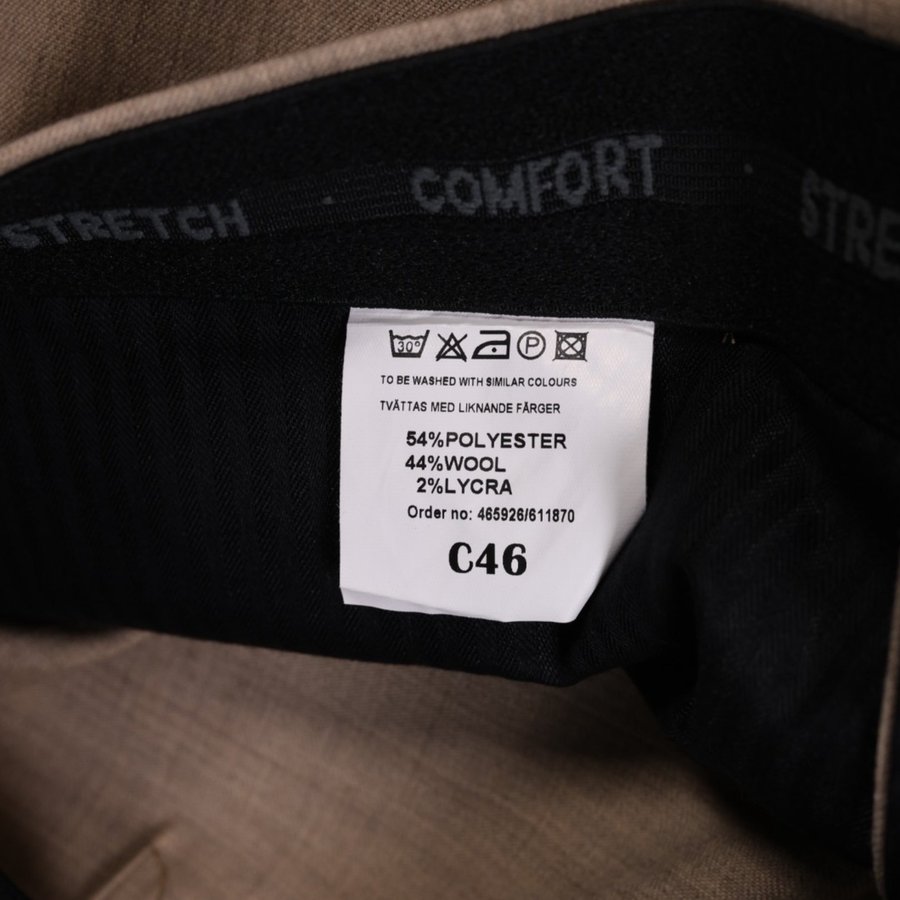 STRETCH · COMFORT · STRE
30°
P
TO BE WASHED WITH SIMILAR COLOURS
TVÄTTAS MED LIKNANDE FÄRGER
54%POLYESTER
44%WOOL
2%LYCRA
Order no: 465926/611870
C46